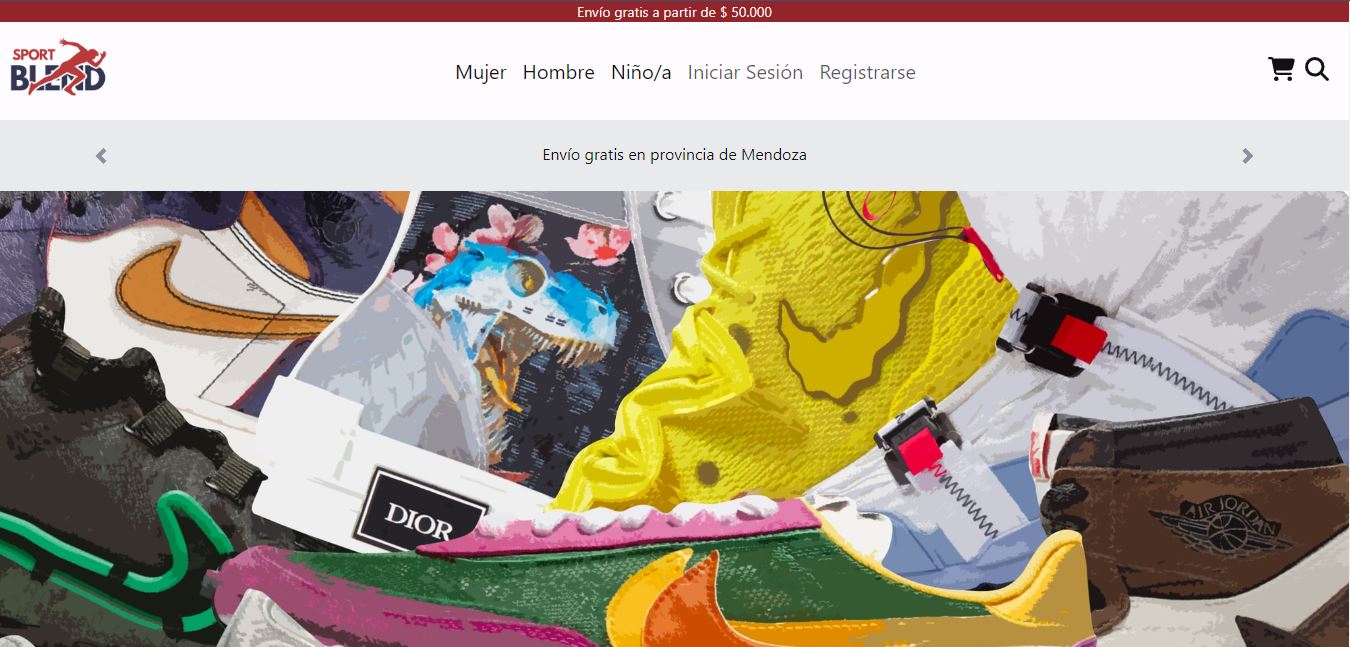 Envío gratis a partir de $ 50.000
SPORT
BLEND
Mujer Hombre Niño/a Iniciar Sesión Registrarse
Envío gratis en provincia de Mendoza
DIOR
AIR JORDAN